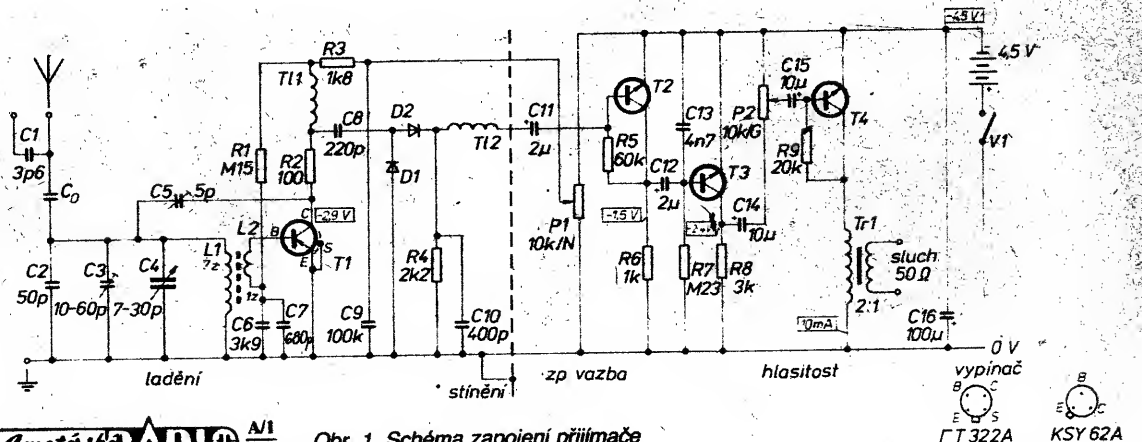 -4,5 V
4,5 V
V1
R3
1k8
Tl1
C8
220p
D2
D1
Tl2
C11
2µ
T2
C13
4n7
R5
60k
C12
2µ
T3
P2
10k/G
C15
10µ
T4
R9
20k
C1
3p6
C0
R1
M15
R2
100
C5
5p
-2,9 V
C
B
S
E
T1
L1
7z
L2
1z
C2
50p
C3
10-60p
C4
7-30p
C6
3k9
C7
680p
C9
100k
R4
2k2
C10
400p
P1
10k/N
-1,5 V
R6
1k
R7
M23
C14
10µ
R8
3k
Tr1
2:1
sluch
50 Ω
10mA
C16
100µ
0 V
ladění
stínění
zp vazba
hlasitost
vypínač
B C
E S
ГT 322A
B
E C
KSY 62A
A/1
Obr. 1. Schéma zapojení přijímače